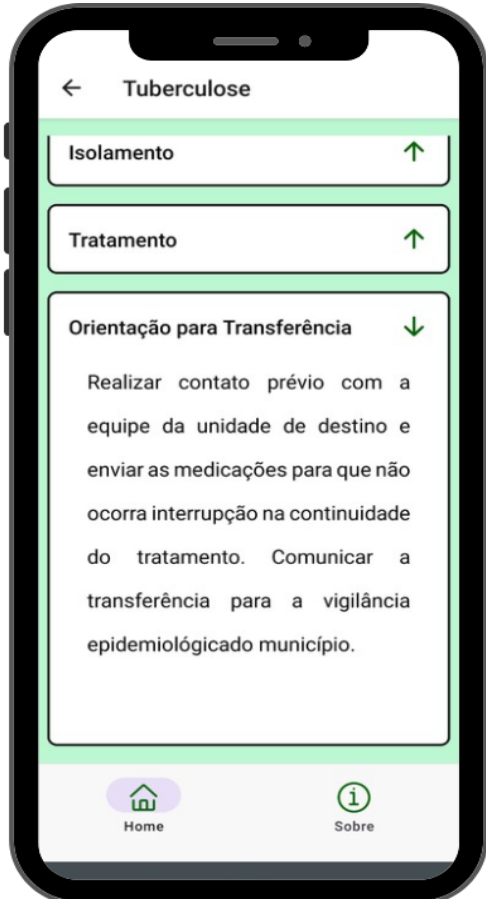 Tuberculose
Isolamento
Tratamento
Orientação para Transferência
Realizar contato prévio com a
equipe da unidade de destino e
enviar as medicações para que não
ocorra interrupção na continuidade
do tratamento. Comunicar a
transferência para a vigilância
epidemiológicado município.
Home
Sobre